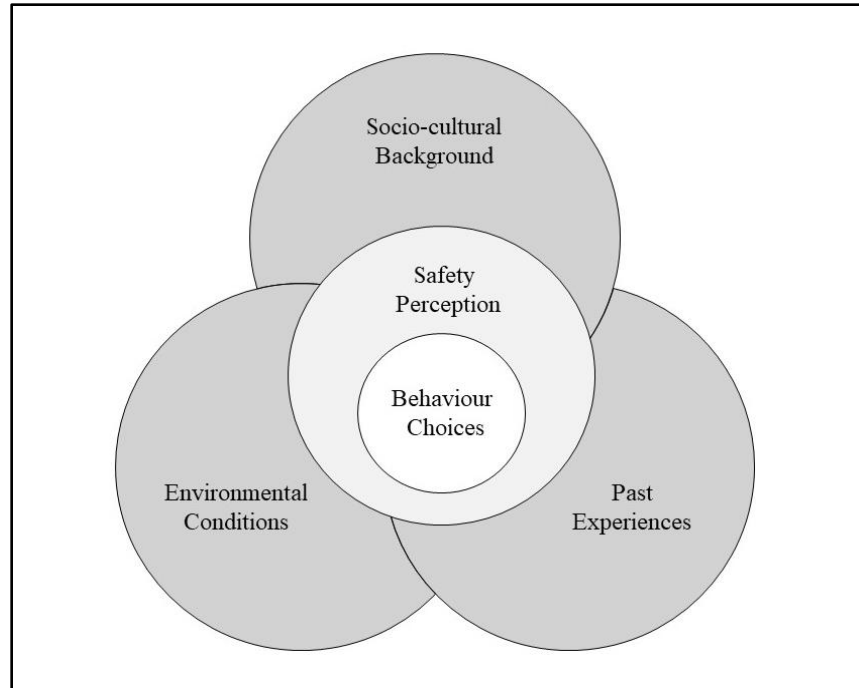 Socio-cultural
Background
Safety
Perception
Behaviour
Choices
Environmental
Conditions
Past
Experiences